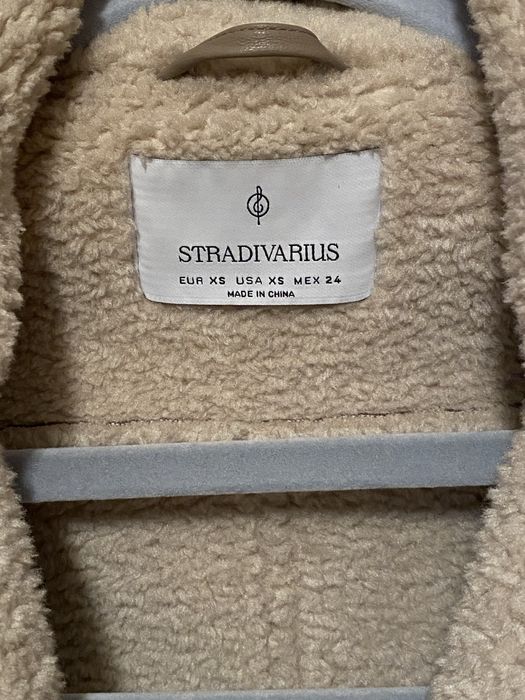 STRADIVARIUS
EUR XS USA XS MEX 24
MADE IN CHINA